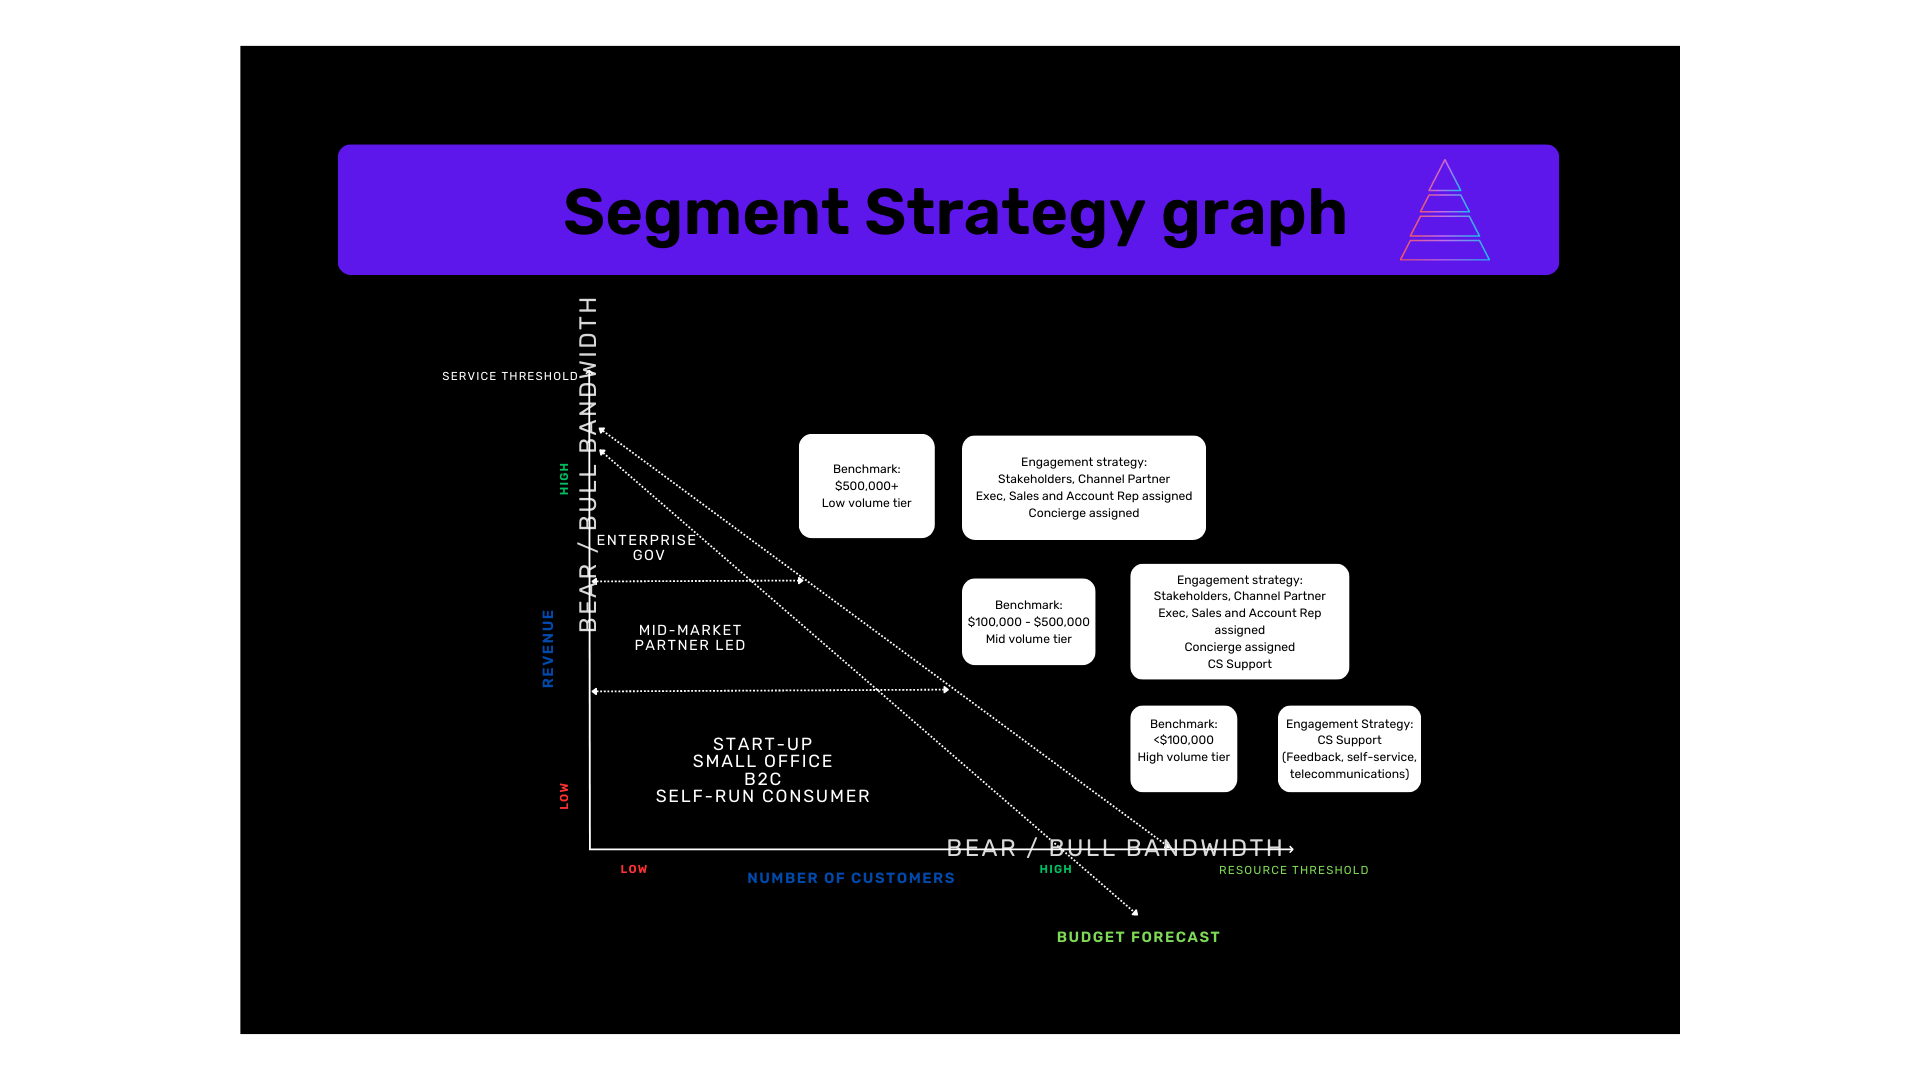 Segment Strategy graph
BEAR / BULL BANDWIDTH
SERVICE THRESHOLD
HIGH
REVENUE
LOW
ENTERPRISE
GOV
MID-MARKET
PARTNER LED
START-UP
SMALL OFFICE
B2C
SELF-RUN CONSUMER
Benchmark:
$500,000+
Low volume tier
Engagement strategy:
Stakeholders, Channel Partner
Exec, Sales and Account Rep assigned
Concierge assigned
Benchmark:
$100,000 - $500,000
Mid volume tier
Engagement strategy:
Stakeholders, Channel Partner
Exec, Sales and Account Rep
assigned
Concierge assigned
CS Support
Benchmark:
<$100,000
High volume tier
Engagement Strategy:
CS Support
(Feedback, self-service,
telecommunications)
BEAR / BULL BANDWIDTH
LOW
NUMBER OF CUSTOMERS
HIGH
RESOURCE THRESHOLD
BUDGET FORECAST